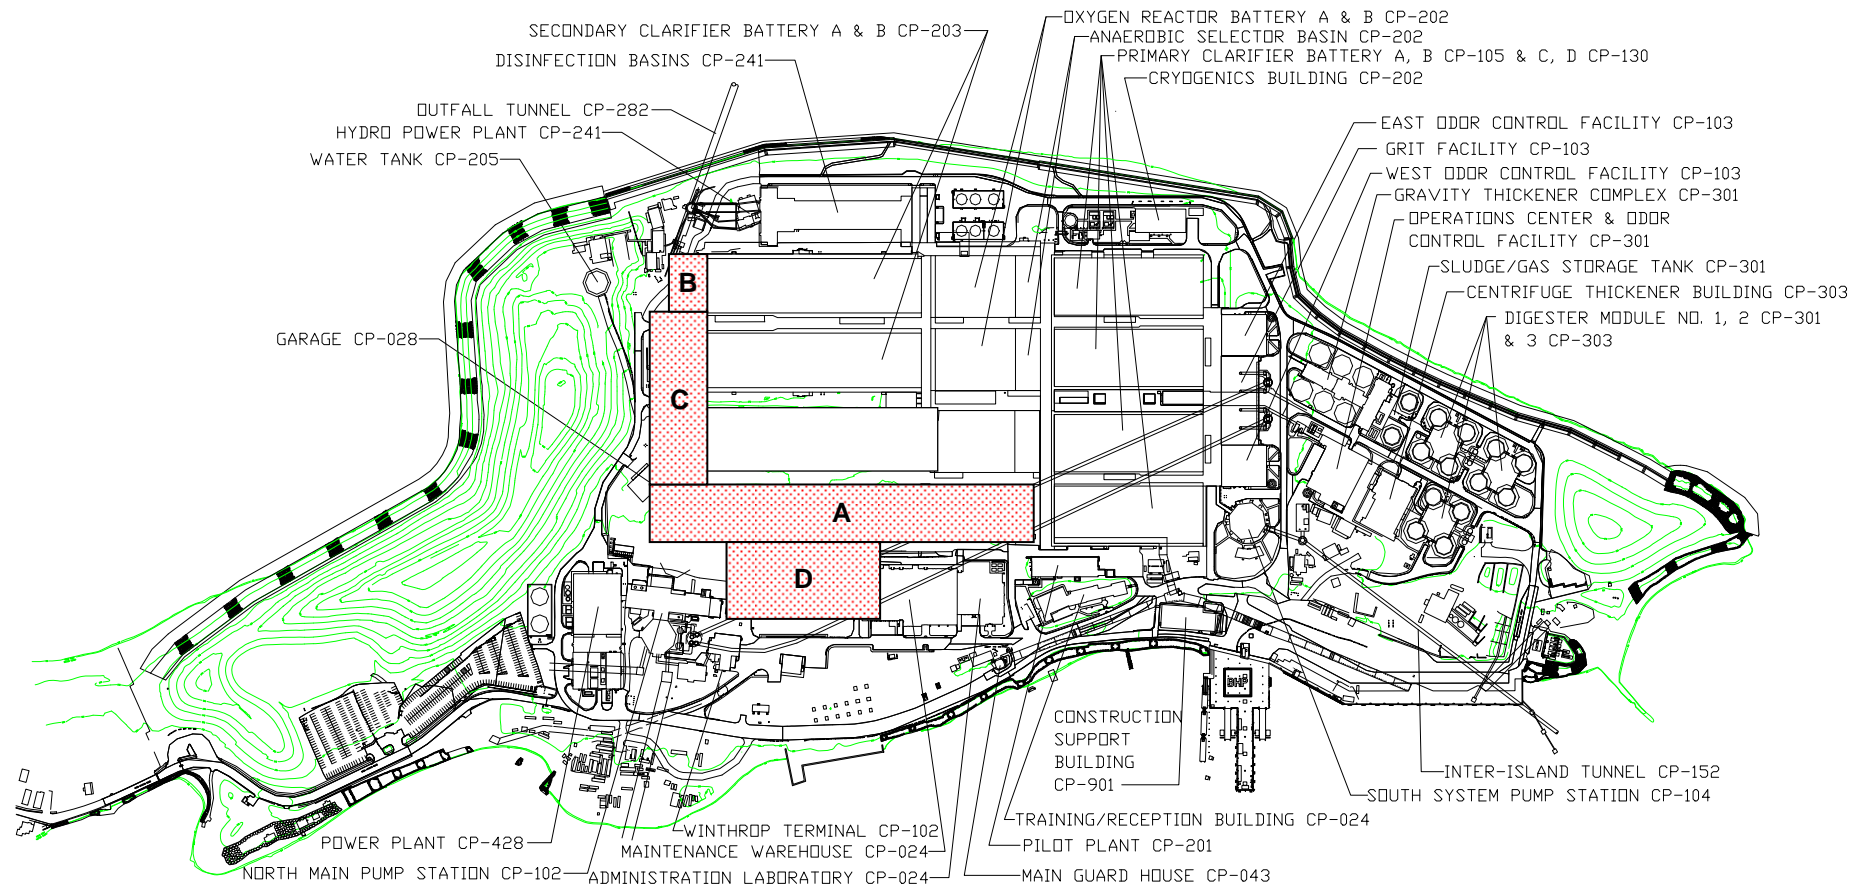 SECONDARY CLARIFIER BATTERY A & B CP-203
DISINFECTION BASINS CP-241
OUTFALL TUNNEL CP-282
HYDRO POWER PLANT CP-241
WATER TANK CP-205
OXYGEN REACTOR BATTERY A & B CP-202
ANAEROBIC SELECTOR BASIN CP-202
PRIMARY CLARIFIER BATTERY A, B CP-105 & C, D CP-130
CRYOGENICS BUILDING CP-202
EAST ODOR CONTROL FACILITY CP-103
GRIT FACILITY CP-103
WEST ODOR CONTROL FACILITY CP-103
GRAVITY THICKENER COMPLEX CP-301
OPERATIONS CENTER & ODOR
CONTROL FACILITY CP-301
SLUDGE/GAS STORAGE TANK CP-301
CENTRIFUGE THICKENER BUILDING CP-303
DIGESTER MODULE NO. 1, 2 CP-301
& 3 CP-303
GARAGE CP-028
B
C
A
D
BHP
CONSTRUCTION
SUPPORT
BUILDING
CP-901
INTER-ISLAND TUNNEL CP-152
SOUTH SYSTEM PUMP STATION CP-104
TRAINING/RECEPTION BUILDING CP-024
PILOT PLANT CP-201
MAIN GUARD HOUSE CP-043
WINTHROP TERMINAL CP-102
MAINTENANCE WAREHOUSE CP-024
ADMINISTRATION LABORATORY CP-024
POWER PLANT CP-428
NORTH MAIN PUMP STATION CP-102